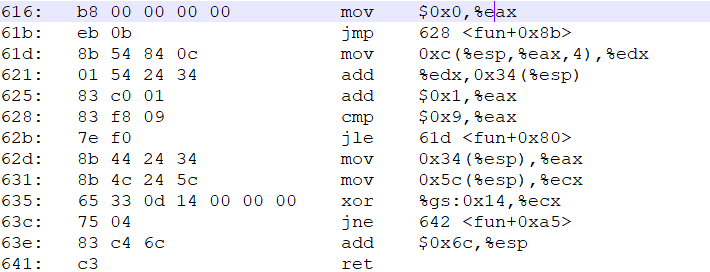 616: b8 00 00 00 00 mov $0x0,%eax
61b: eb 0b jmp 628 <fun+0x8b>
61d: 8b 54 84 0c mov 0xc(%esp,%eax,4),%edx
621: 01 54 24 34 add %edx,0x34(%esp)
625: 83 c0 01 add $0x1,%eax
628: 83 f8 09 cmp $0x9,%eax
62b: 7e f0 jle 61d <fun+0x80>
62d: 8b 44 24 34 mov 0x34(%esp),%eax
631: 8b 4c 24 5c mov 0x5c(%esp),%ecx
635: 65 33 0d 14 00 00 00 xor %gs:0x14,%ecx
63c: 75 04 jne 642 <fun+0xa5>
63e: 83 c4 6c add $0x6c,%esp
641: c3 ret